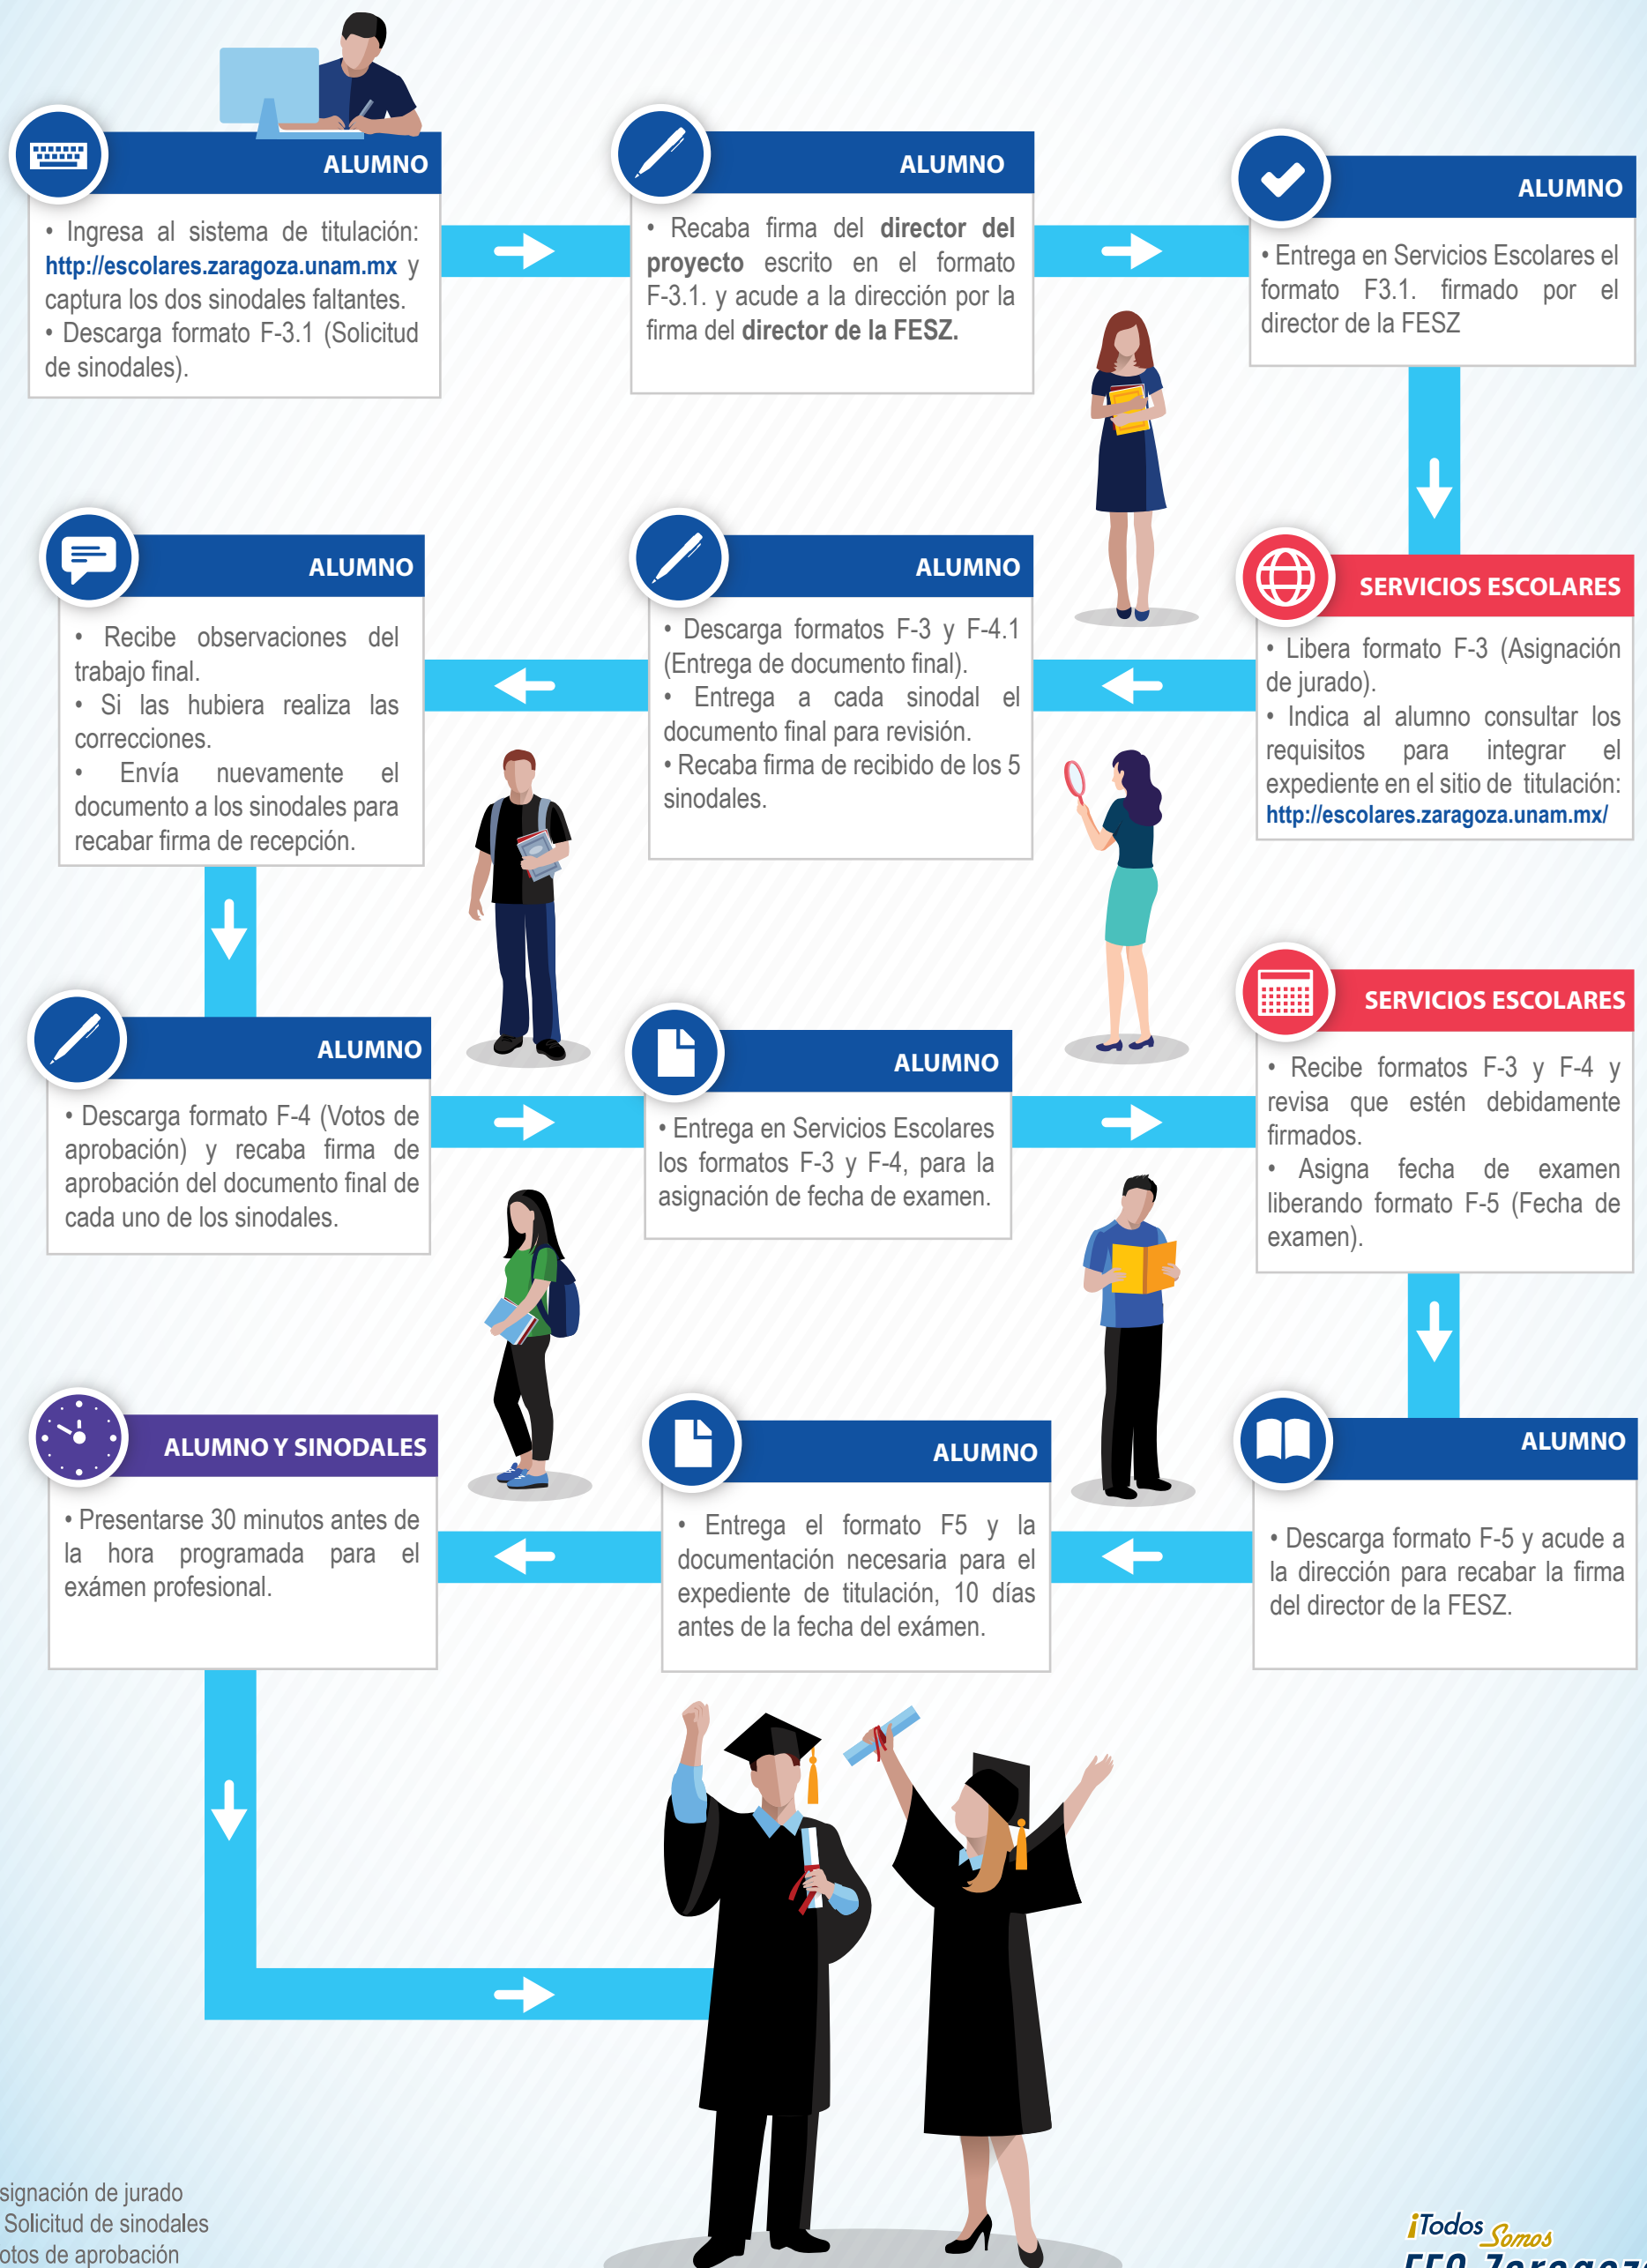 ALUMNO
• Ingresa al sistema de titulación:
http://escolares.zaragoza.unam.mx y
captura los dos sinodales faltantes.
• Descarga formato F-3.1 (Solicitud
de sinodales).
ALUMNO
• Recaba firma del director del
proyecto escrito en el formato
F-3.1. y acude a la dirección por la
firma del director de la FESZ.
ALUMNO
• Entrega en Servicios Escolares el
formato F3.1. firmado por el
director de la FESZ
SERVICIOS ESCOLARES
• Libera formato F-3 (Asignación
de jurado).
• Indica al alumno consultar los
requisitos para integrar el
expediente en el sitio de titulación:
http://escolares.zaragoza.unam.mx/
ALUMNO
• Descarga formatos F-3 y F-4.1
(Entrega de documento final).
• Entrega a cada sinodal el
documento final para revisión.
• Recaba firma de recibido de los 5
sinodales.
ALUMNO
• Recibe observaciones del
trabajo final.
• Si las hubiera realiza las
correcciones.
• Envía nuevamente el
documento a los sinodales para
recabar firma de recepción.
ALUMNO
• Descarga formato F-4 (Votos de
aprobación) y recaba firma de
aprobación del documento final de
cada uno de los sinodales.
ALUMNO
• Entrega en Servicios Escolares
los formatos F-3 y F-4, para la
asignación de fecha de examen.
SERVICIOS ESCOLARES
• Recibe formatos F-3 y F-4 y
revisa que estén debidamente
firmados.
• Asigna fecha de examen
liberando formato F-5 (Fecha de
examen).
ALUMNO
• Descarga formato F-5 y acude a
la dirección para recabar la firma
del director de la FESZ.
ALUMNO
• Entrega el formato F5 y la
documentación necesaria para el
expediente de titulación, 10 días
antes de la fecha del exámen.
ALUMNO Y SINODALES
• Presentarse 30 minutos antes de
la hora programada para el
exámen profesional.
signación de jurado
Solicitud de sinodales
otos de aprobación
¡Todos Somos